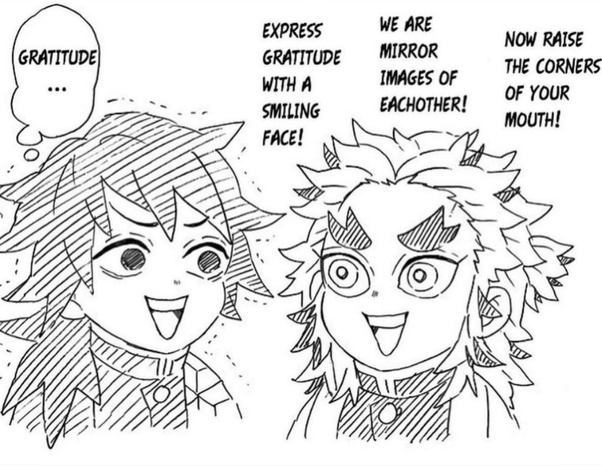 GRATITUDE
...
EXPRESS
GRATITUDE
WITH A
SMILING
FACE!
WE ARE
MIRROR
IMAGES OF
EACHOTHER!
NOW RAISE
THE CORNERS
OF YOUR
MOUTH!